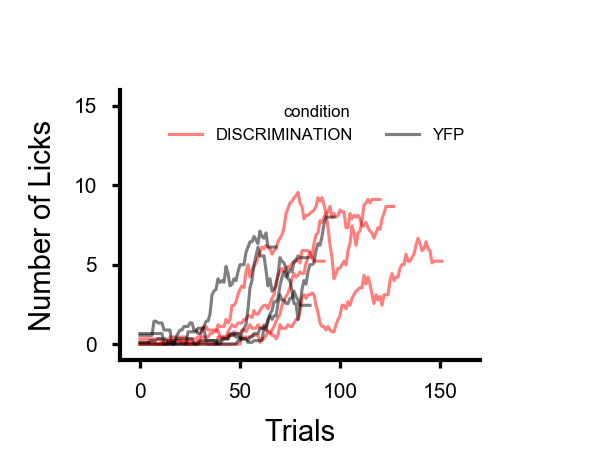 15
10
5
0
Number of Licks
condition
DISCRIMINATION YFP
0 50 100 150
Trials